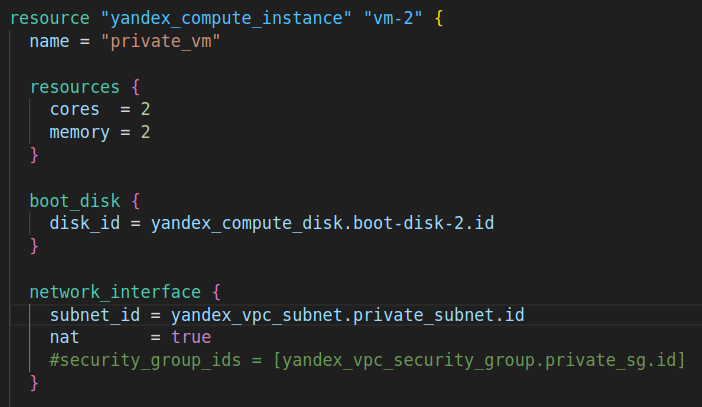 resource "yandex_compute_instance" "vm-2" {
  name = "private_vm"
  resources {
    cores  = 2
    memory = 2
  }
  boot_disk {
    disk_id = yandex_compute_disk.boot-disk-2.id
  }
  network_interface {
    subnet_id = yandex_vpc_subnet.private_subnet.id
    nat       = true
    #security_group_ids = [yandex_vpc_security_group.private_sg.id]
  }